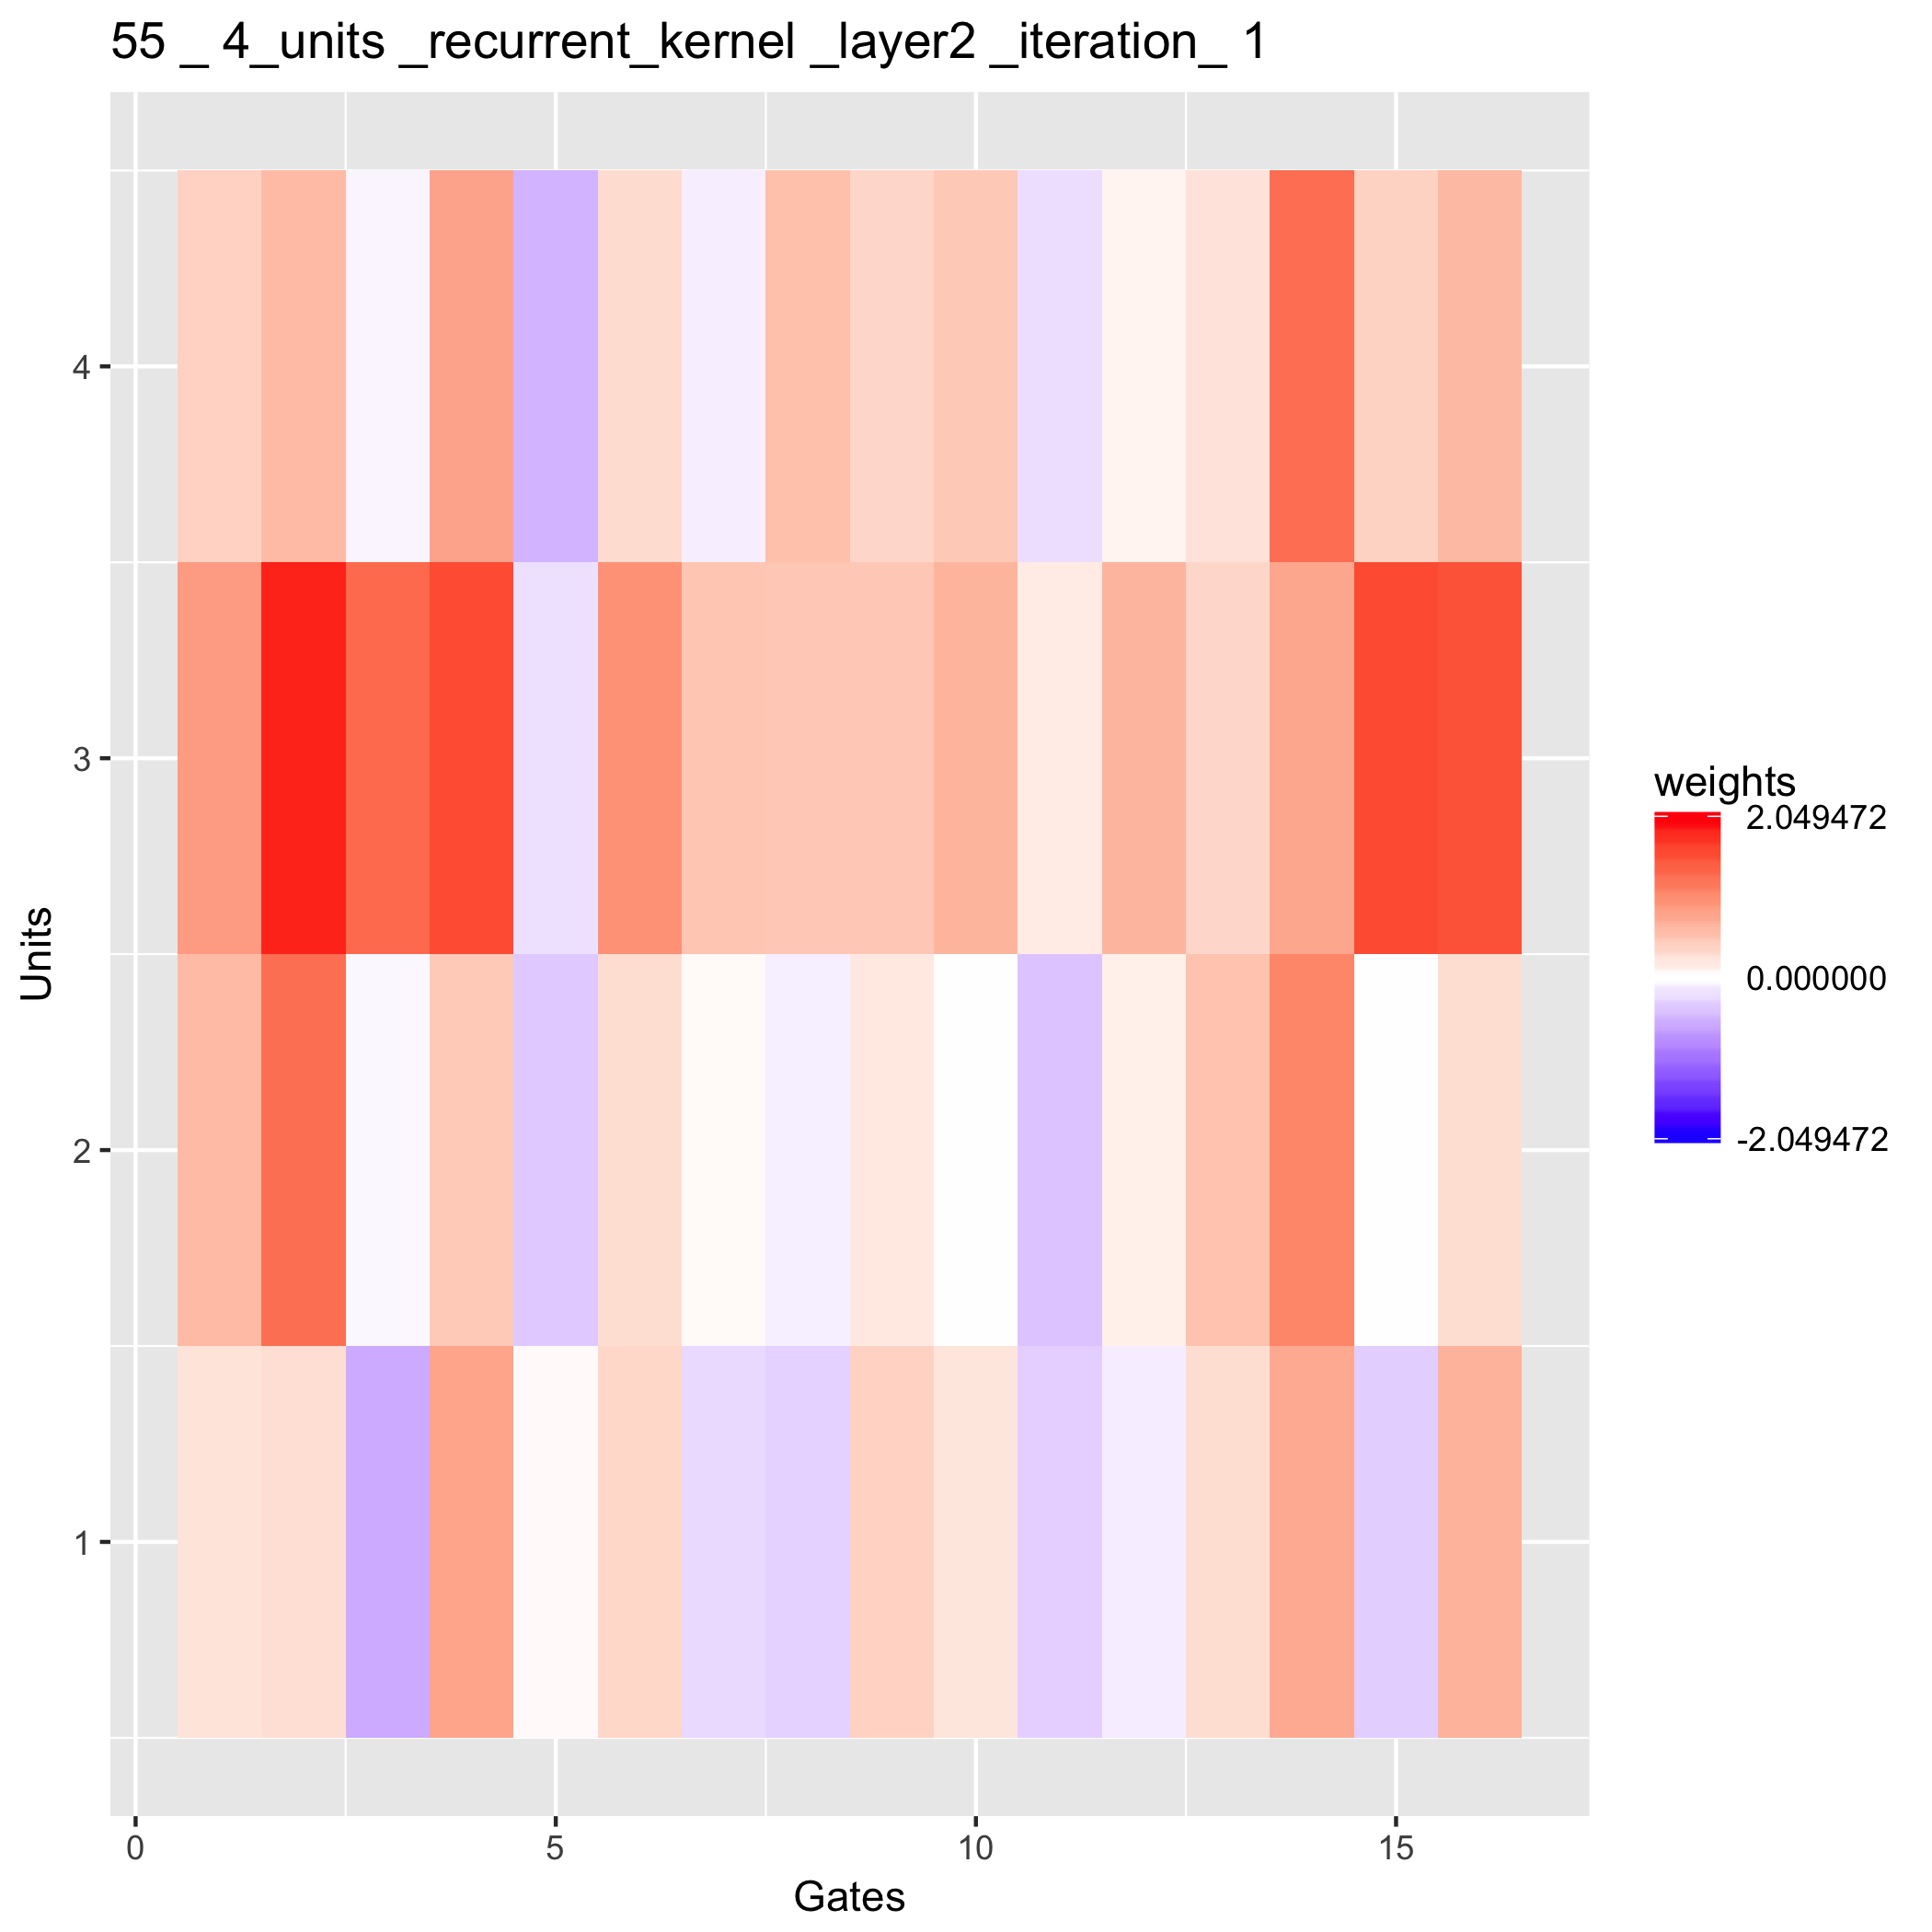 55 _ 4_units _recurrent_kernel _layer2 _iteration_ 1
Units
4
3
2
1
0
5
10
15
Gates
weights
2.049472
0.000000
-2.049472